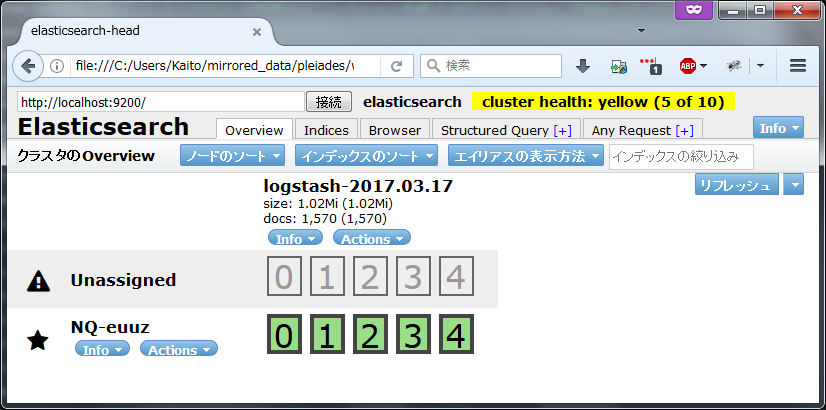 elasticsearch-head
file:///C:/Users/Kaito/mirrored_data/pleiades/
検索
1
ABP
http://localhost:9200/ 接続 elasticsearch cluster health: yellow (5 of 10)
Elasticsearch Overview Indices Browser Structured Query [+] Any Request [+] Info
クラスタのOverview ノードのソート インデックスのソート エイリアスの表示方法 インデックスの絞り込み
logstash-2017.03.17 リフレッシュ
size: 1.02Mi (1.02Mi)
docs: 1,570 (1,570)
Info Actions
Unassigned 0 1 2 3 4
NQ-euuz 0 1 2 3 4
Info Actions